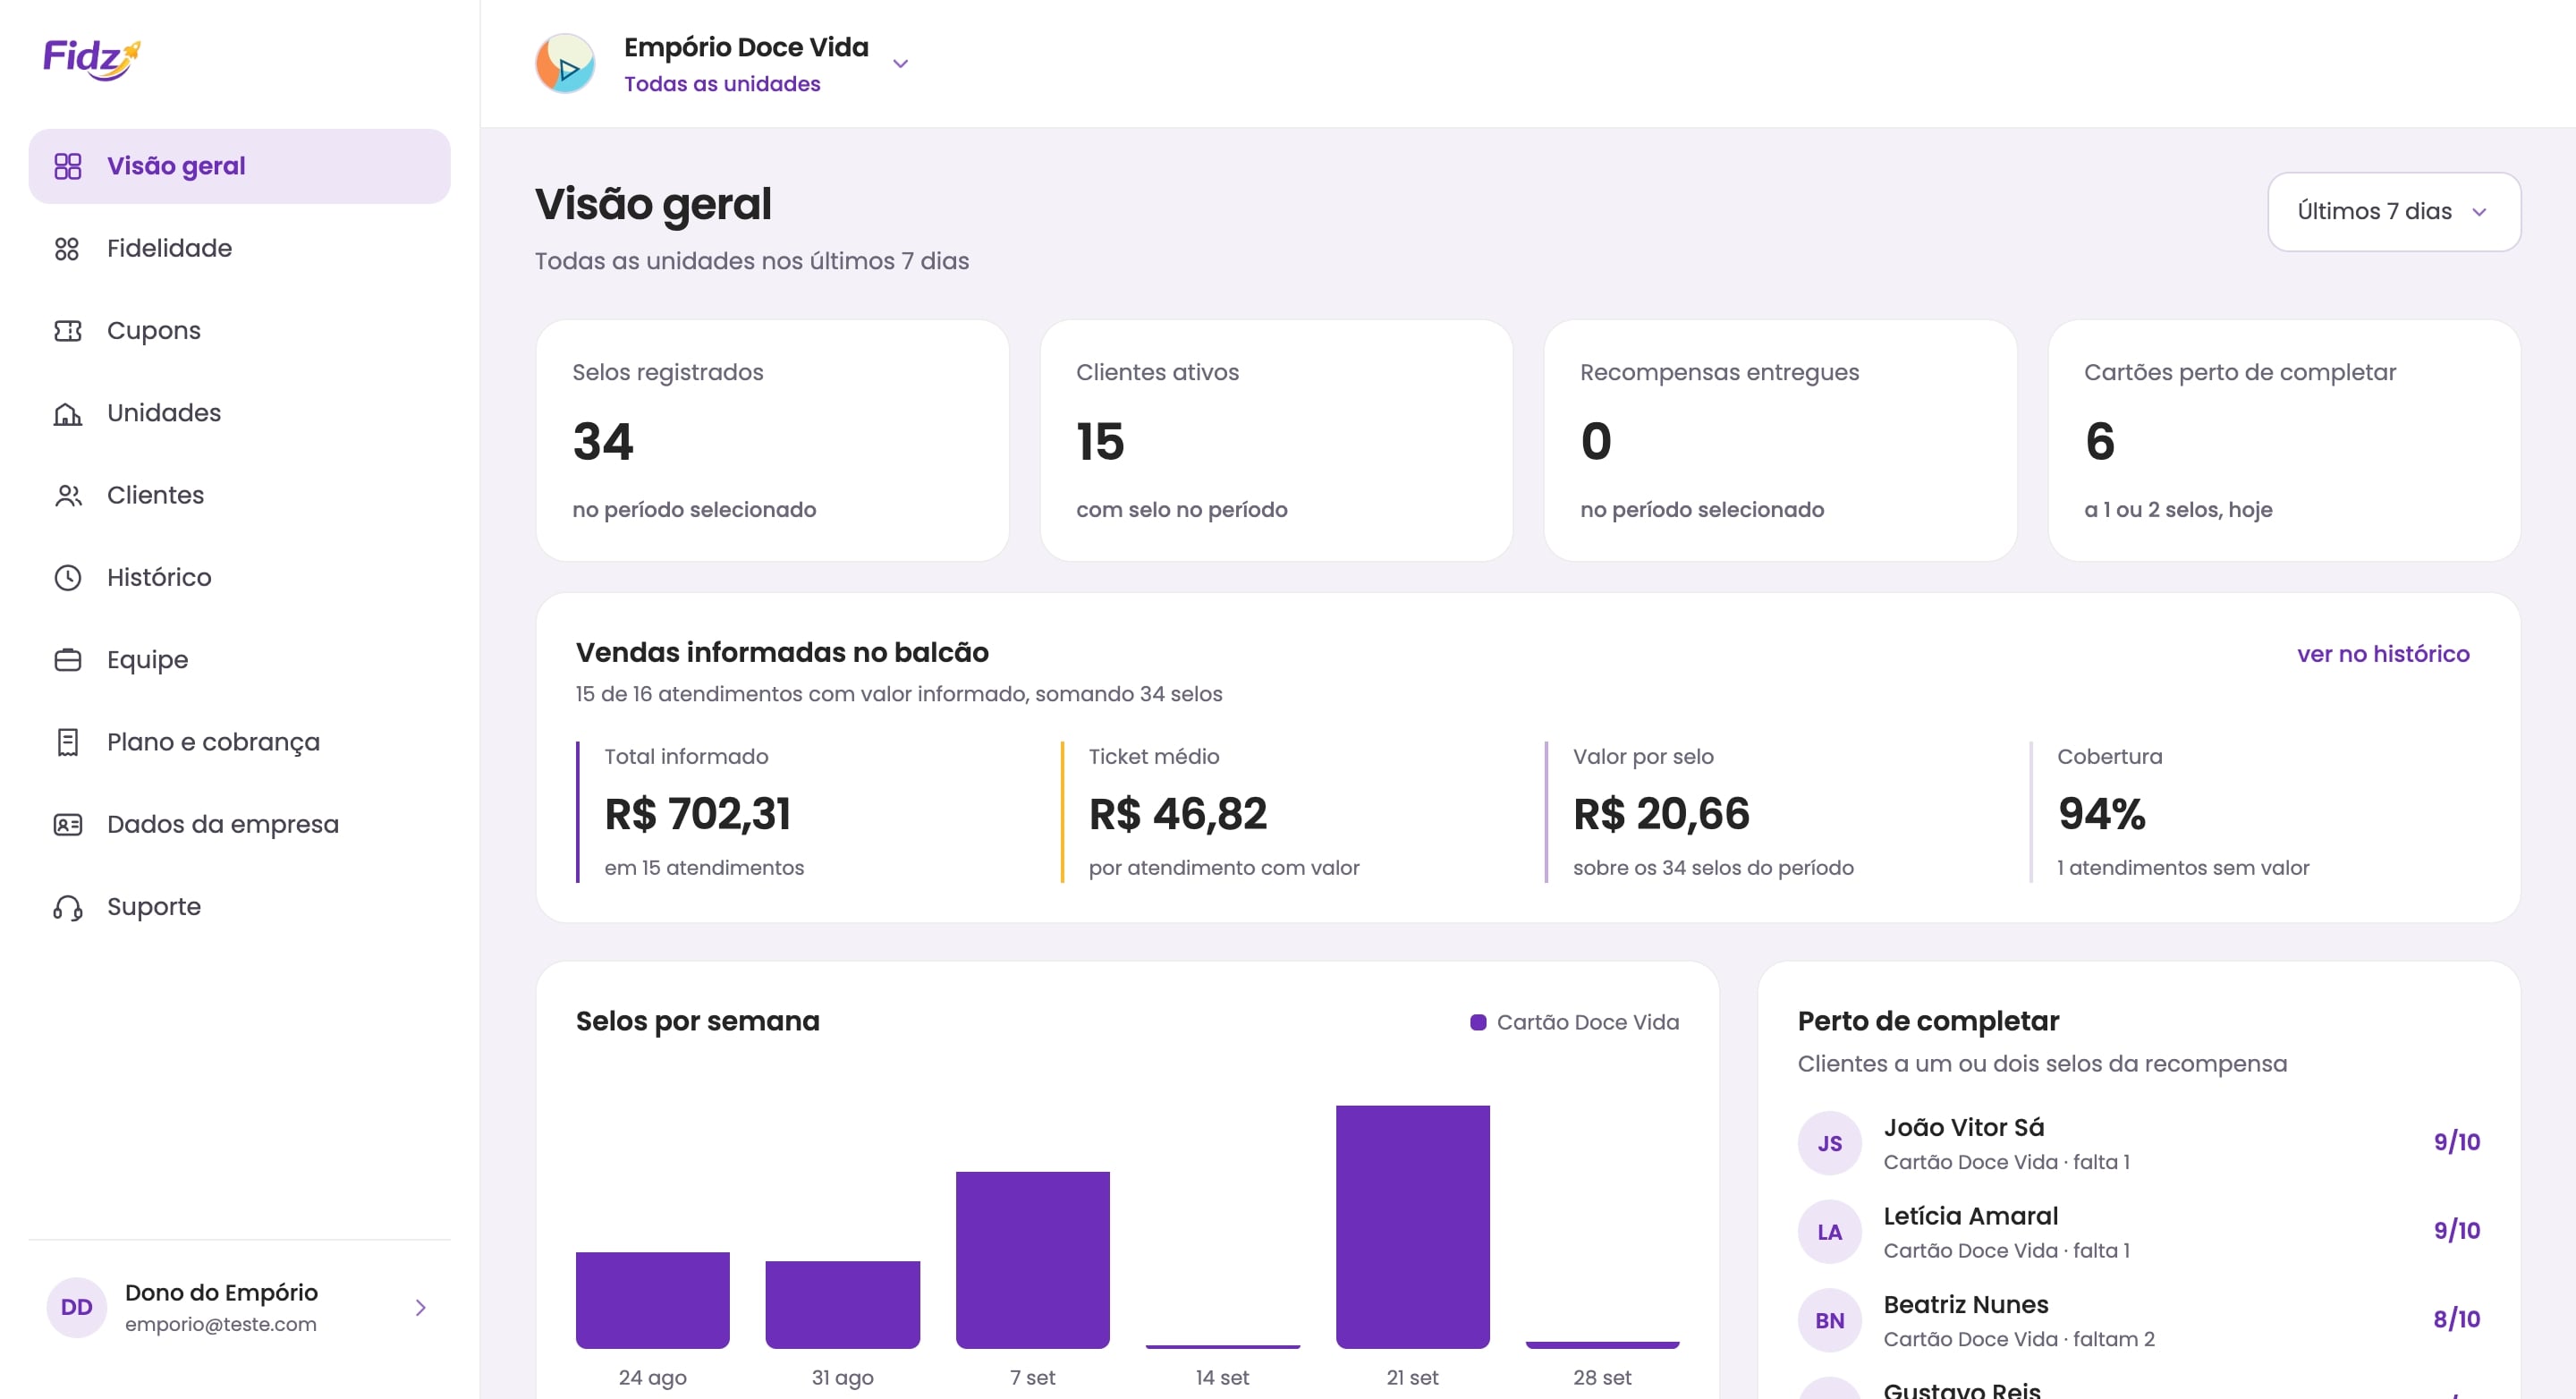 Fidz
Visão geral
Fidelidade
Cupons
Unidades
Clientes
Histórico
Equipe
Plano e cobrança
Dados da empresa
Suporte
DD
Dono do Empório
emporio@teste.com
Empório Doce Vida
Todas as unidades
Visão geral
Todas as unidades nos últimos 7 dias
Últimos 7 dias
Selos registrados
34
no período selecionado
Clientes ativos
15
com selo no período
Recompensas entregues
0
no período selecionado
Cartões perto de completar
6
a 1 ou 2 selos, hoje
Vendas informadas no balcão
15 de 16 atendimentos com valor informado, somando 34 selos
ver no histórico
Total informado
R$ 702,31
em 15 atendimentos
Ticket médio
R$ 46,82
por atendimento com valor
Valor por selo
R$ 20,66
sobre os 34 selos do período
Cobertura
94%
1 atendimentos sem valor
Selos por semana
Cartão Doce Vida
24 ago
31 ago
7 set
14 set
21 set
28 set
Perto de completar
Clientes a um ou dois selos da recompensa
JS
João Vitor Sá
Cartão Doce Vida · falta 1
9/10
LA
Letícia Amaral
Cartão Doce Vida · falta 1
9/10
BN
Beatriz Nunes
Cartão Doce Vida · faltam 2
8/10
Gustavo Reis